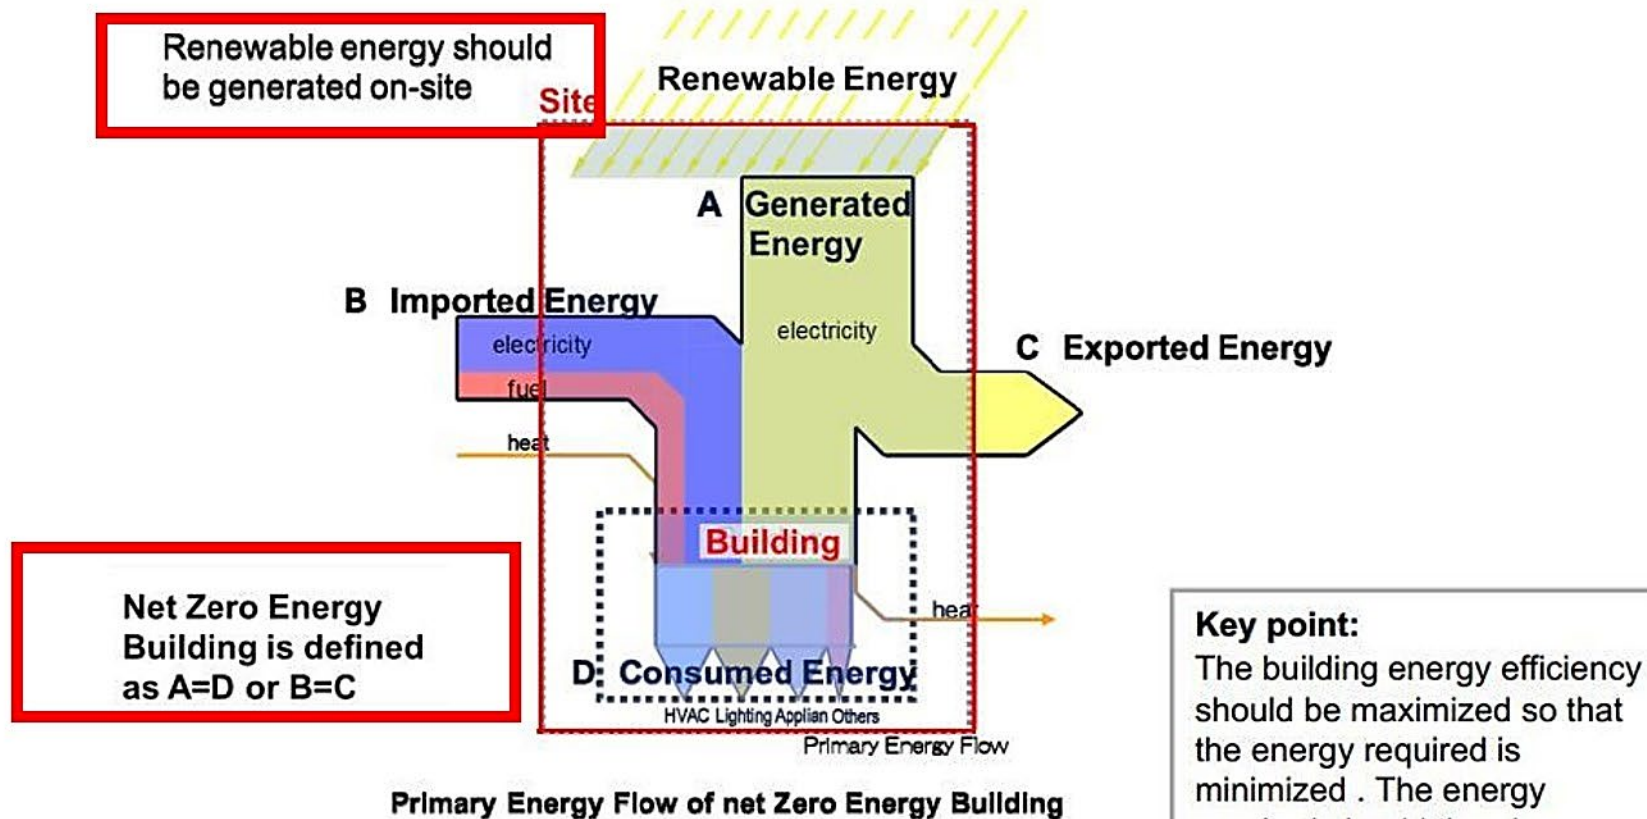 Renewable energy should
be generated on-site
Site
Renewable Energy
A Generated
Energy
B Imported Energy
electricity
electricity
C Exported Energy
fuel
heat
Building
Net Zero Energy
Building is defined
as A=D or B=C
heat
D Consumed Energy
HVAC Lighting Applian Others
Primary Energy Flow
Primary Energy Flow of net Zero Energy Building
Key point:
The building energy efficiency
should be maximized so that
the energy required is
minimized . The energy